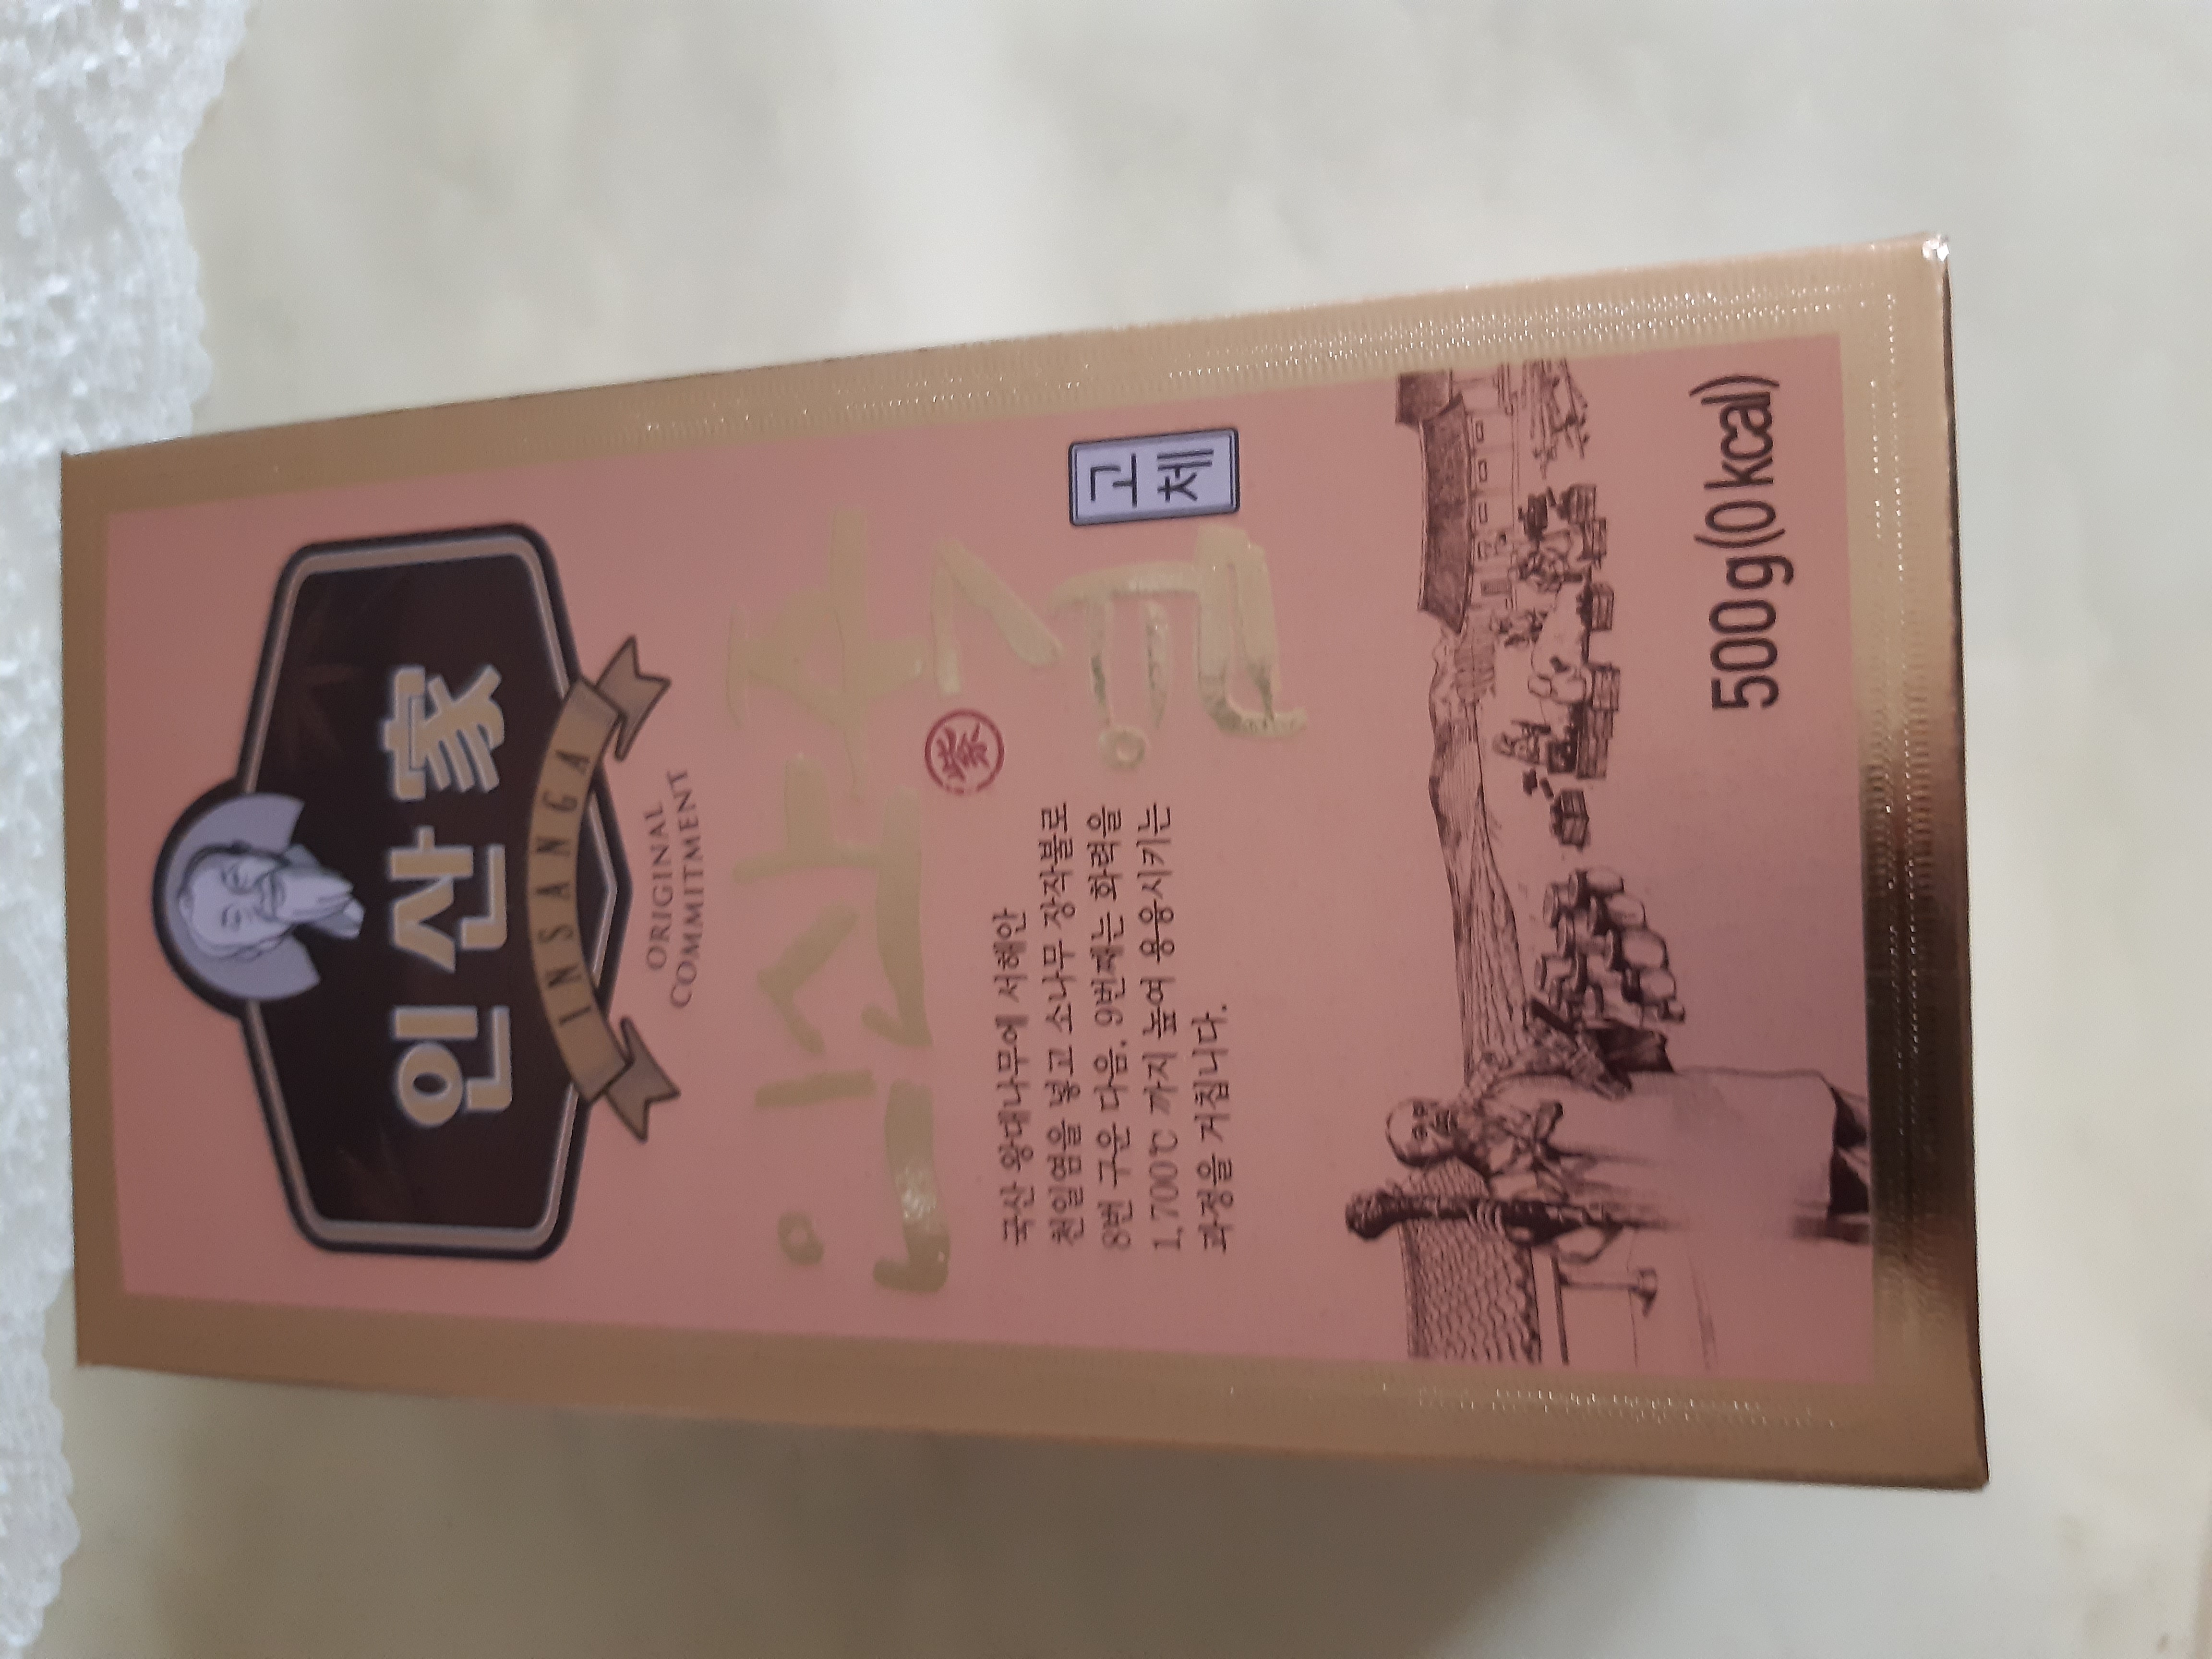 인산家
INSANGA
ORIGINAL
COMMITMENT
인산죽염
紫
고체
국산 왕대나무에 서해안
천일염을 넣고 소나무 장작불로
8번 구운 다음, 9번째는 화력을
1,700℃ 까지 높여 용융시키는
과정을 거칩니다.
500g(0 kcal)